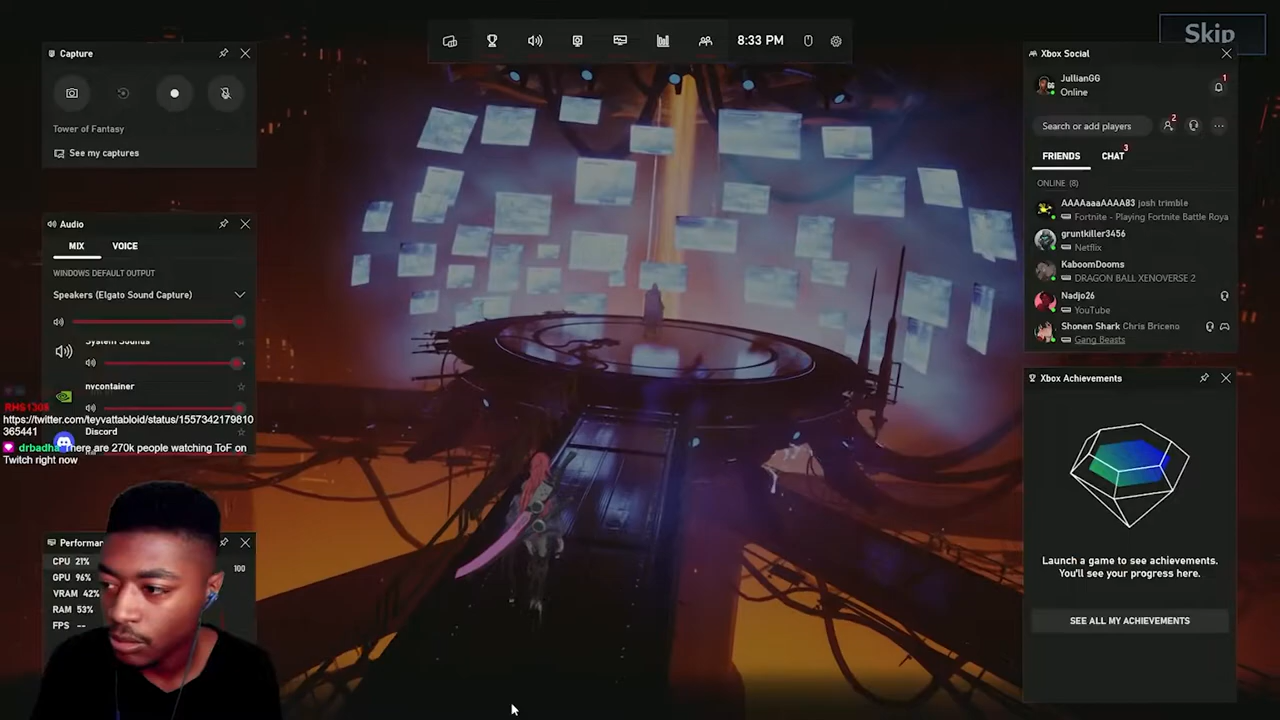 8:33 PM
Skip
Capture
Tower of Fantasy
See my captures
Audio
MIX VOICE
WINDOWS DEFAULT OUTPUT
Speakers (Elgato Sound Capture)
System Sounds
nvcontainer
https://twitter.com/teyvattabloid/status/1557342179810
365441
Discord
There are 270k people watching ToF on
Twitch right now
CPU 21%
100
GPU 96%
VRAM 42%
RAM 53%
FPS --
Xbox Social
JullianGG
1
Online
Search or add players
2
FRIENDS CHAT
3
ONLINE (8)
AAAAaaaAAAA83 josh trimble
Fortnite - Playing Fortnite Battle Roya
gruntkiller3456
Netflix
KaboomDooms
DRAGON BALL XENOVERSE 2
Nadjo26
YouTube
Shonen Shark Chris Briceno
Gang Beasts
Xbox Achievements
Launch a game to see achievements.
You'll see your progress here.
SEE ALL MY ACHIEVEMENTS